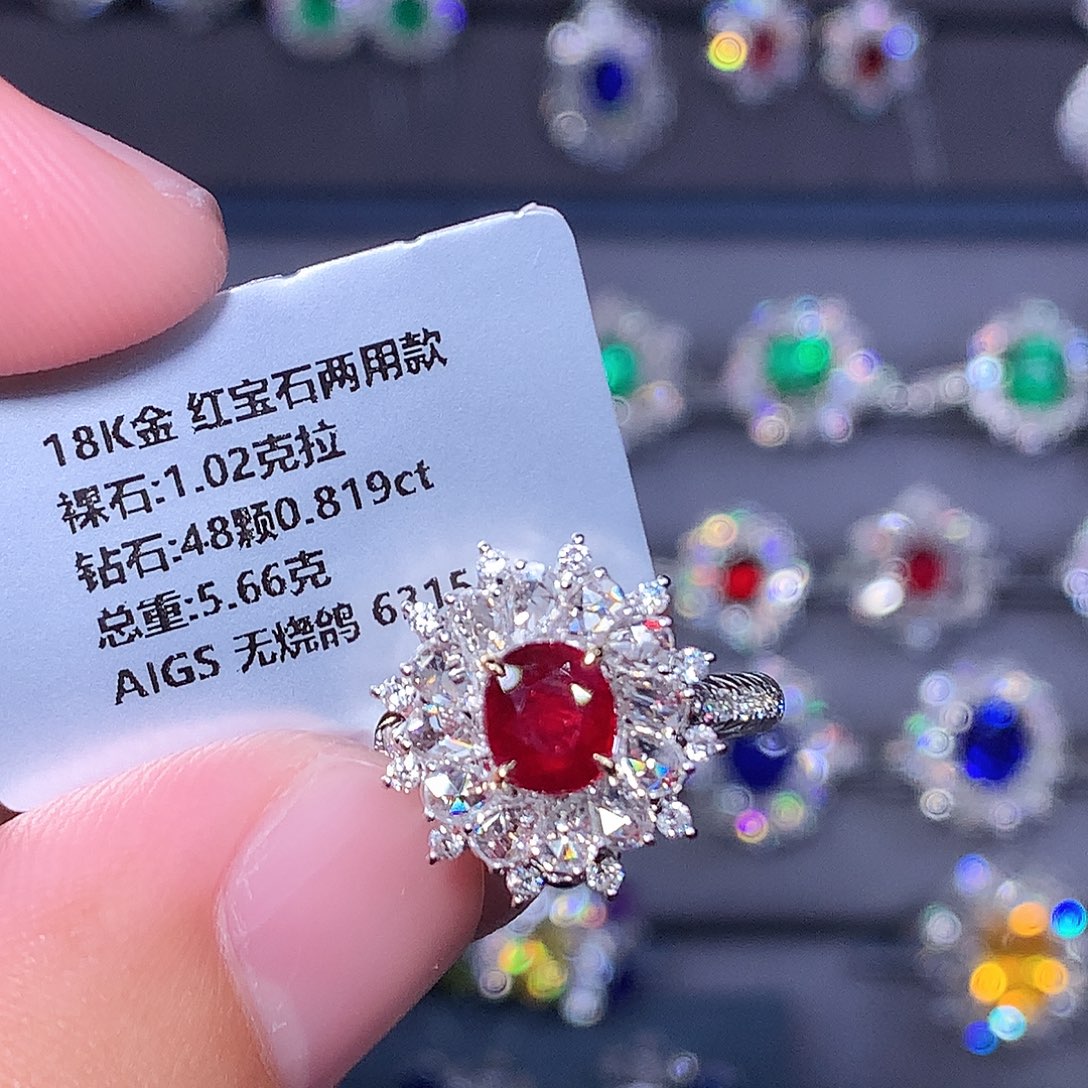 18K金 红宝石两用款
裸石:1.02克拉
钻石:48颗0.819ct
总重:5.66克
AIGS 无烧鸽 6315